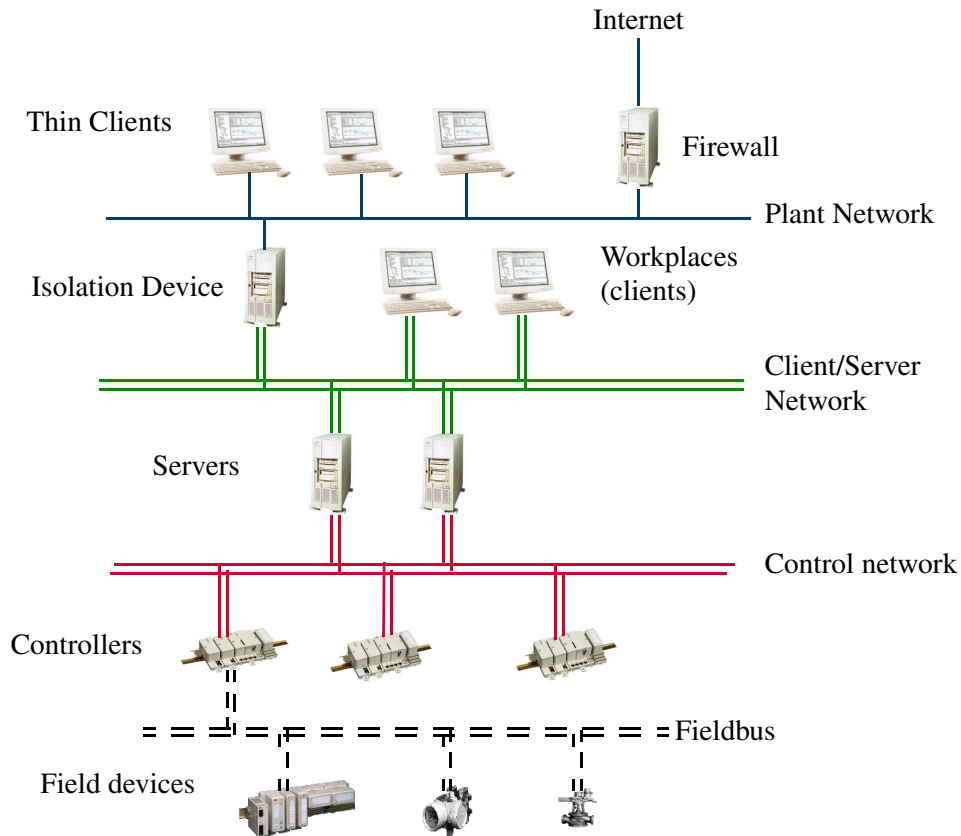 Internet
Thin Clients
Firewall
Plant Network
Isolation Device
Workplaces
(clients)
Client/Server
Network
Servers
Control network
Controllers
Fieldbus
Field devices